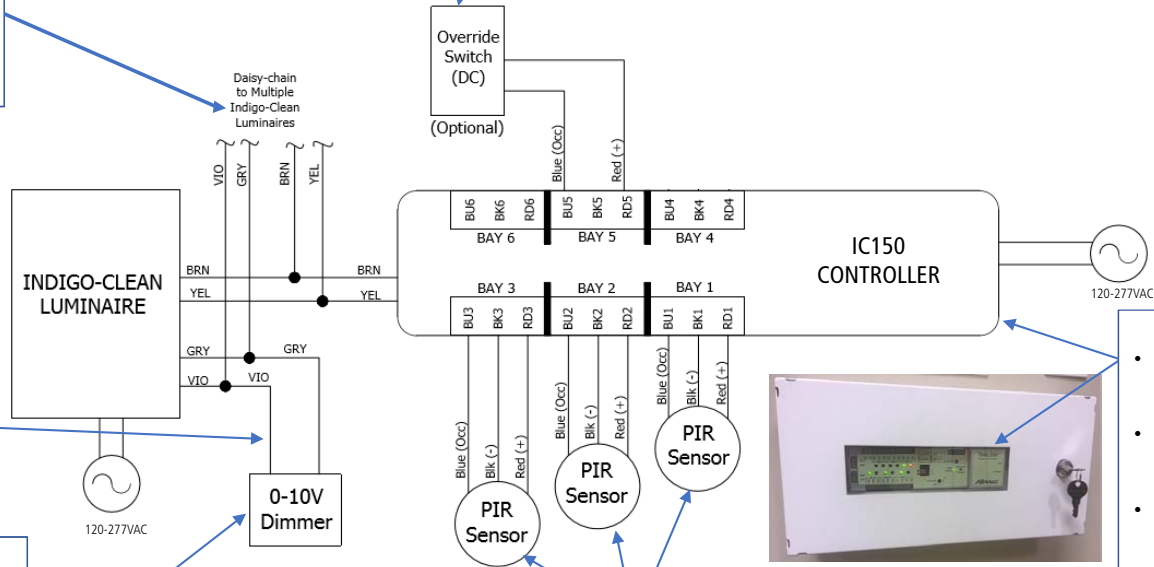 Override
Switch
(DC)
(Optional)
Daisy-chain
to Multiple
Indigo-Clean
Luminaires
VIO
GRY
BRN
YEL
Blue (Occ)
Red (+)
BU6
BK6
RD6
BU5
BK5
RD5
BU4
BK4
RD4
BAY 6
BAY 5
BAY 4
INDIGO-CLEAN
LUMINAIRE
BRN
BRN
YEL
YEL
IC150
CONTROLLER
120-277VAC
BAY 3
BAY 2
BAY 1
BU3
BK3
RD3
BU2
BK2
RD2
BU1
BK1
RD1
GRY
GRY
VIO
VIO
Blue (Occ)
Blk (-)
Red (+)
Blue (Occ)
Blk (-)
Red (+)
Blue (Occ)
Blk (-)
Red (+)
PIR
Sensor
PIR
Sensor
PIR
Sensor
0-10V
Dimmer
120-277VAC